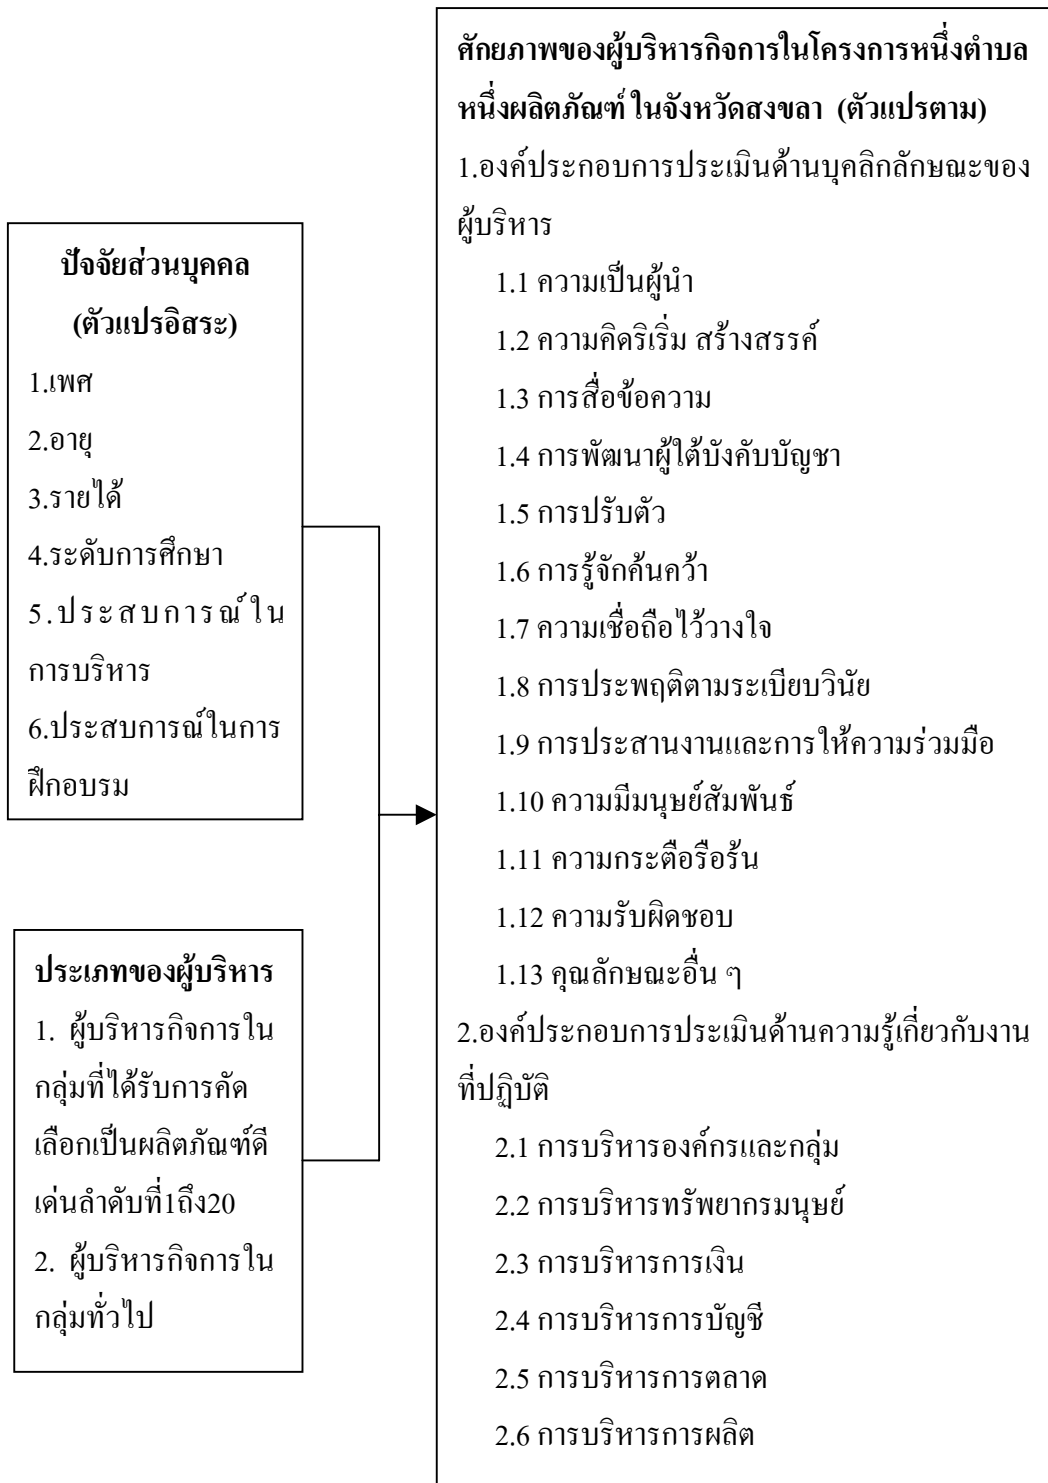 ปัจจัยส่วนบุคคล
(ตัวแปรอิสระ)
1.เพศ
2.อายุ
3.รายได้
4.ระดับการศึกษา
5.ประสบการณ์ใน
การบริหาร
6.ประสบการณ์ในการ
ฝึกอบรม
ประเภทของผู้บริหาร
1. ผู้บริหารกิจการใน
กลุ่มที่ได้รับการคัด
เลือกเป็นผลิตภัณฑ์ดี
เด่นลำดับที่1ถึง20
2. ผู้บริหารกิจการใน
กลุ่มทั่วไป
ศักยภาพของผู้บริหารกิจการในโครงการหนึ่งตำบล
หนึ่งผลิตภัณฑ์ ในจังหวัดสงขลา (ตัวแปรตาม)
1.องค์ประกอบการประเมินด้านบุคลิกลักษณะของ
ผู้บริหาร
1.1 ความเป็นผู้นำ
1.2 ความคิดริเริ่ม สร้างสรรค์
1.3 การสื่อข้อความ
1.4 การพัฒนาผู้ใต้บังคับบัญชา
1.5 การปรับตัว
1.6 การรู้จักค้นคว้า
1.7 ความเชื่อถือไว้วางใจ
1.8 การประพฤติตามระเบียบวินัย
1.9 การประสานงานและการให้ความร่วมมือ
1.10 ความมีมนุษย์สัมพันธ์
1.11 ความกระตือรือร้น
1.12 ความรับผิดชอบ
1.13 คุณลักษณะอื่น ๆ
2.องค์ประกอบการประเมินด้านความรู้เกี่ยวกับงาน
ที่ปฏิบัติ
2.1 การบริหารองค์กรและกลุ่ม
2.2 การบริหารทรัพยากรมนุษย์
2.3 การบริหารการเงิน
2.4 การบริหารการบัญชี
2.5 การบริหารการตลาด
2.6 การบริหารการผลิต